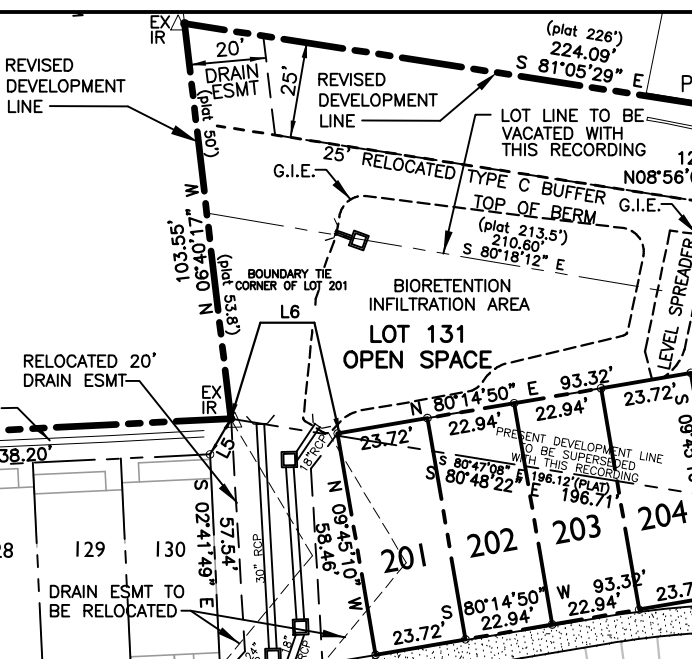 EX
IR
20'
DRAIN
ESMT
25'
REVISED
DEVELOPMENT
LINE
REVISED
DEVELOPMENT
LINE
(plat 226')
224.09'
S 81°05'29" E
P
LOT LINE TO BE
VACATED WITH
THIS RECORDING
12
N08°56'
(plat 50')
25' RELOCATED TYPE C BUFFER
G.I.E.
TOP OF BERM
G.I.E.
(plat 213.5')
210.60'
S 80°18'12" E
103.55'
N 06°40'17" W
(plat 53.8')
BOUNDARY TIE
CORNER OF LOT 201
L6
BIORETENTION
INFILTRATION AREA
LOT 131
OPEN SPACE
LEVEL SPREADER
RELOCATED 20'
DRAIN ESMT
EX
IR
N 80°14'50" E 93.32'
23.72'
22.94'
22.94'
23.72'
38.20'
L5
18"RCP
PRESENT DEVELOPMENT LINE
TO BE SUPERSEDED
WITH THIS RECORDING
S 80°47'08" E 196.12'(PLAT)
S 80°48'22" E 196.71'
S 02°41'49" E
57.54'
30" RCP
N 09°45'10" W
58.46'
28
129
130
201
202
203
204
DRAIN ESMT TO
BE RELOCATED
S 80°14'50" W 93.32'
23.72'
22.94'
22.94'
23.7
18"
RCP